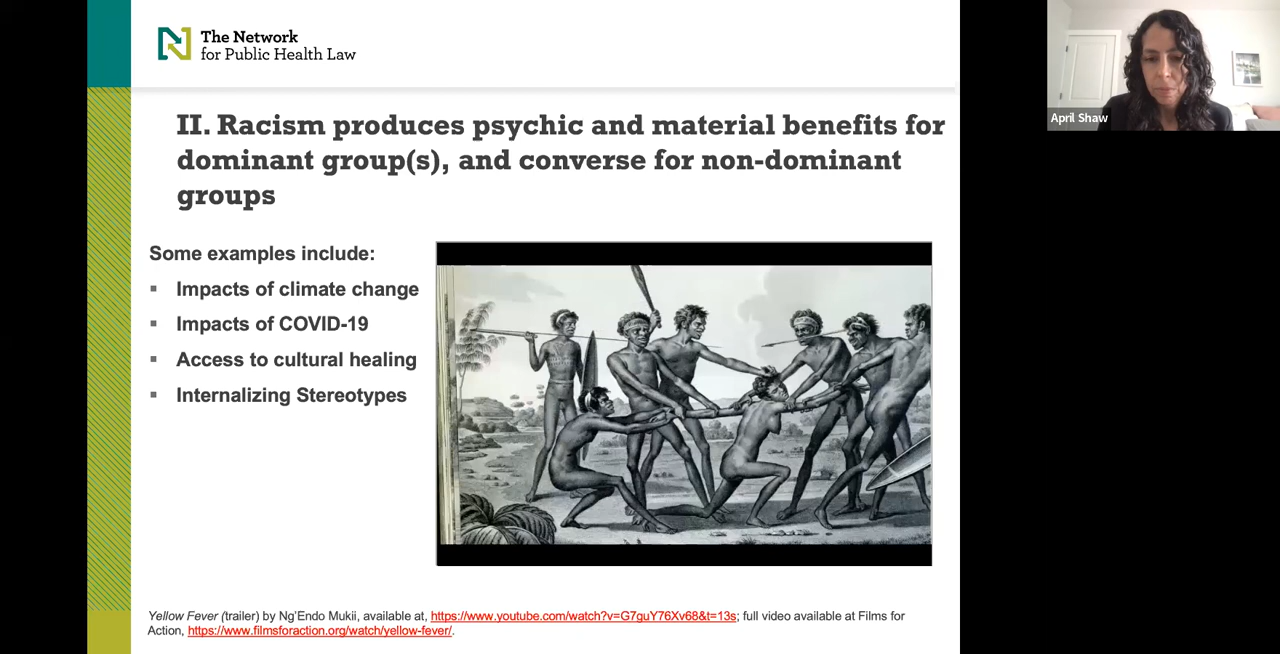 The Network
for Public Health Law
April Shaw
II. Racism produces psychic and material benefits for
dominant group(s), and converse for non-dominant
groups
Some examples include:
▪ Impacts of climate change
▪ Impacts of COVID-19
▪ Access to cultural healing
▪ Internalizing Stereotypes
Yellow Fever (trailer) by Ng'Endo Mukii, available at, https://www.youtube.com/watch?v=G7guY76Xv68&t=13s; full video available at Films for
Action, https://www.filmsforaction.org/watch/yellow-fever/.